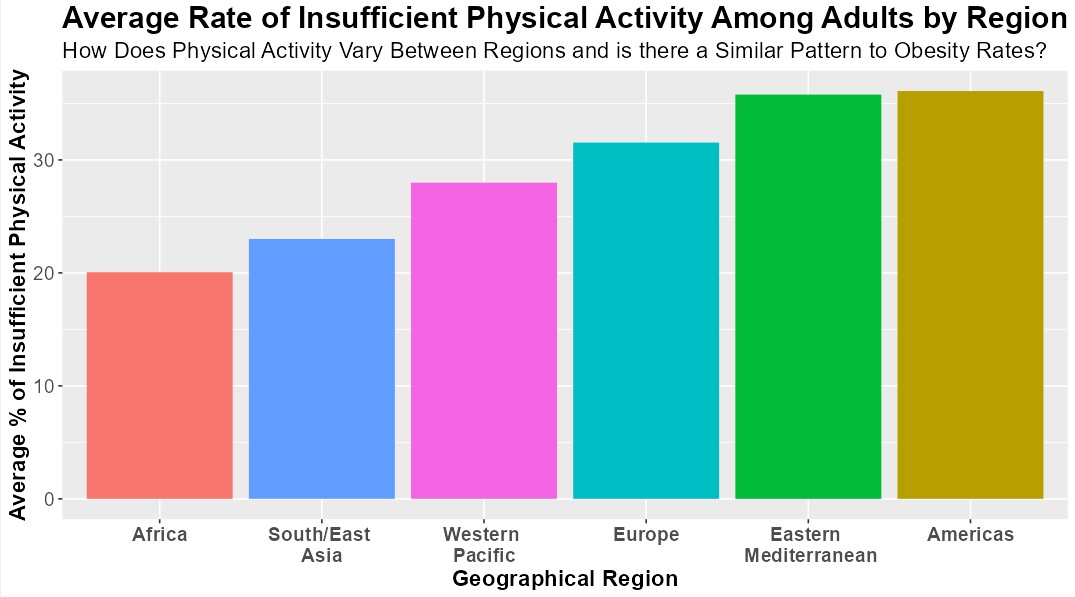 Average Rate of Insufficient Physical Activity Among Adults by Region
How Does Physical Activity Vary Between Regions and is there a Similar Pattern to Obesity Rates?
Average % of Insufficient Physical Activity
30
20
10
0
Africa
South/East
Asia
Western
Pacific
Europe
Eastern
Mediterranean
Americas
Geographical Region